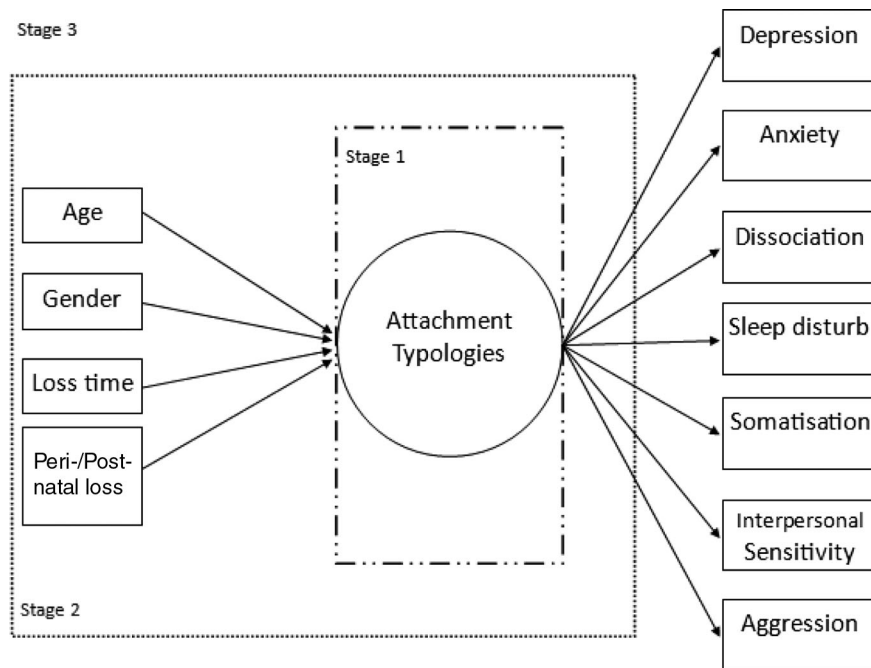 Stage 3
Stage 1
Age
Gender
Loss time
Peri-/Post-
natal loss
Stage 2
Attachment
Typologies
Depression
Anxiety
Dissociation
Sleep disturb
Somatisation
Interpersonal
Sensitivity
Aggression